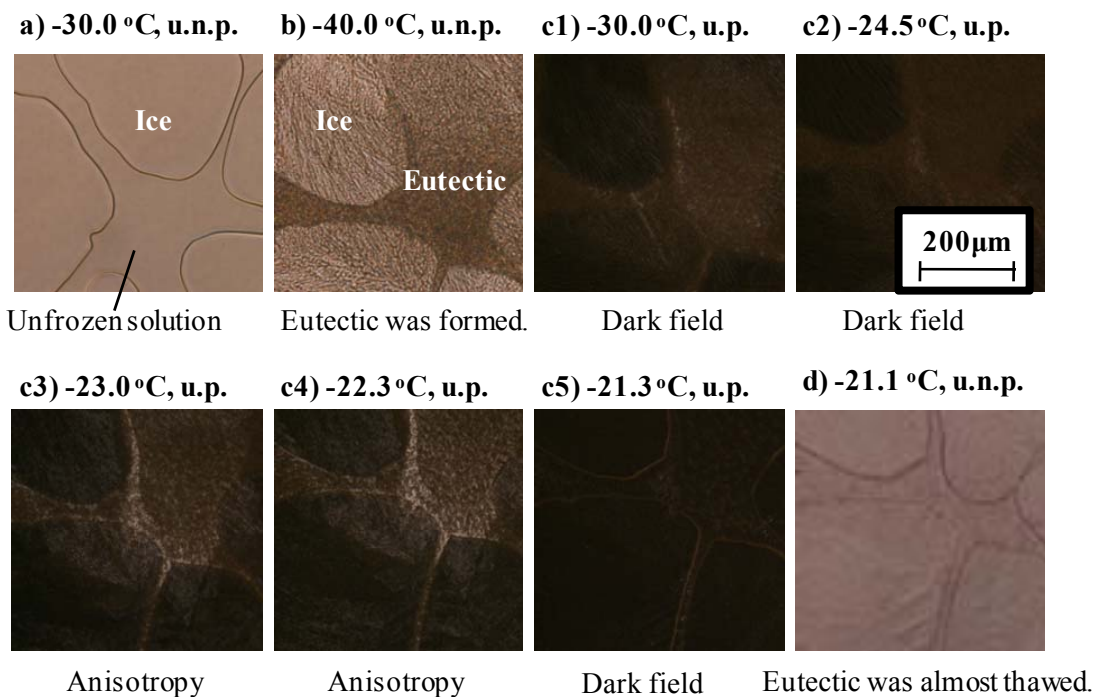 a) -30.0 °C, u.n.p.
b) -40.0 °C, u.n.p.
c1) -30.0°C, u.p.
c2) -24.5°C, u.p.
Ice
Ice
Eutectic
200μm
Unfrozen solution
Eutectic was formed.
Dark field
Dark field
c3) -23.0 °C, u.p.
c4) -22.3 °C, u.p.
c5) -21.3 °C, u.p.
d) -21.1 °C, u.n.p.
Anisotropy
Anisotropy
Dark field
Eutectic was almost thawed.